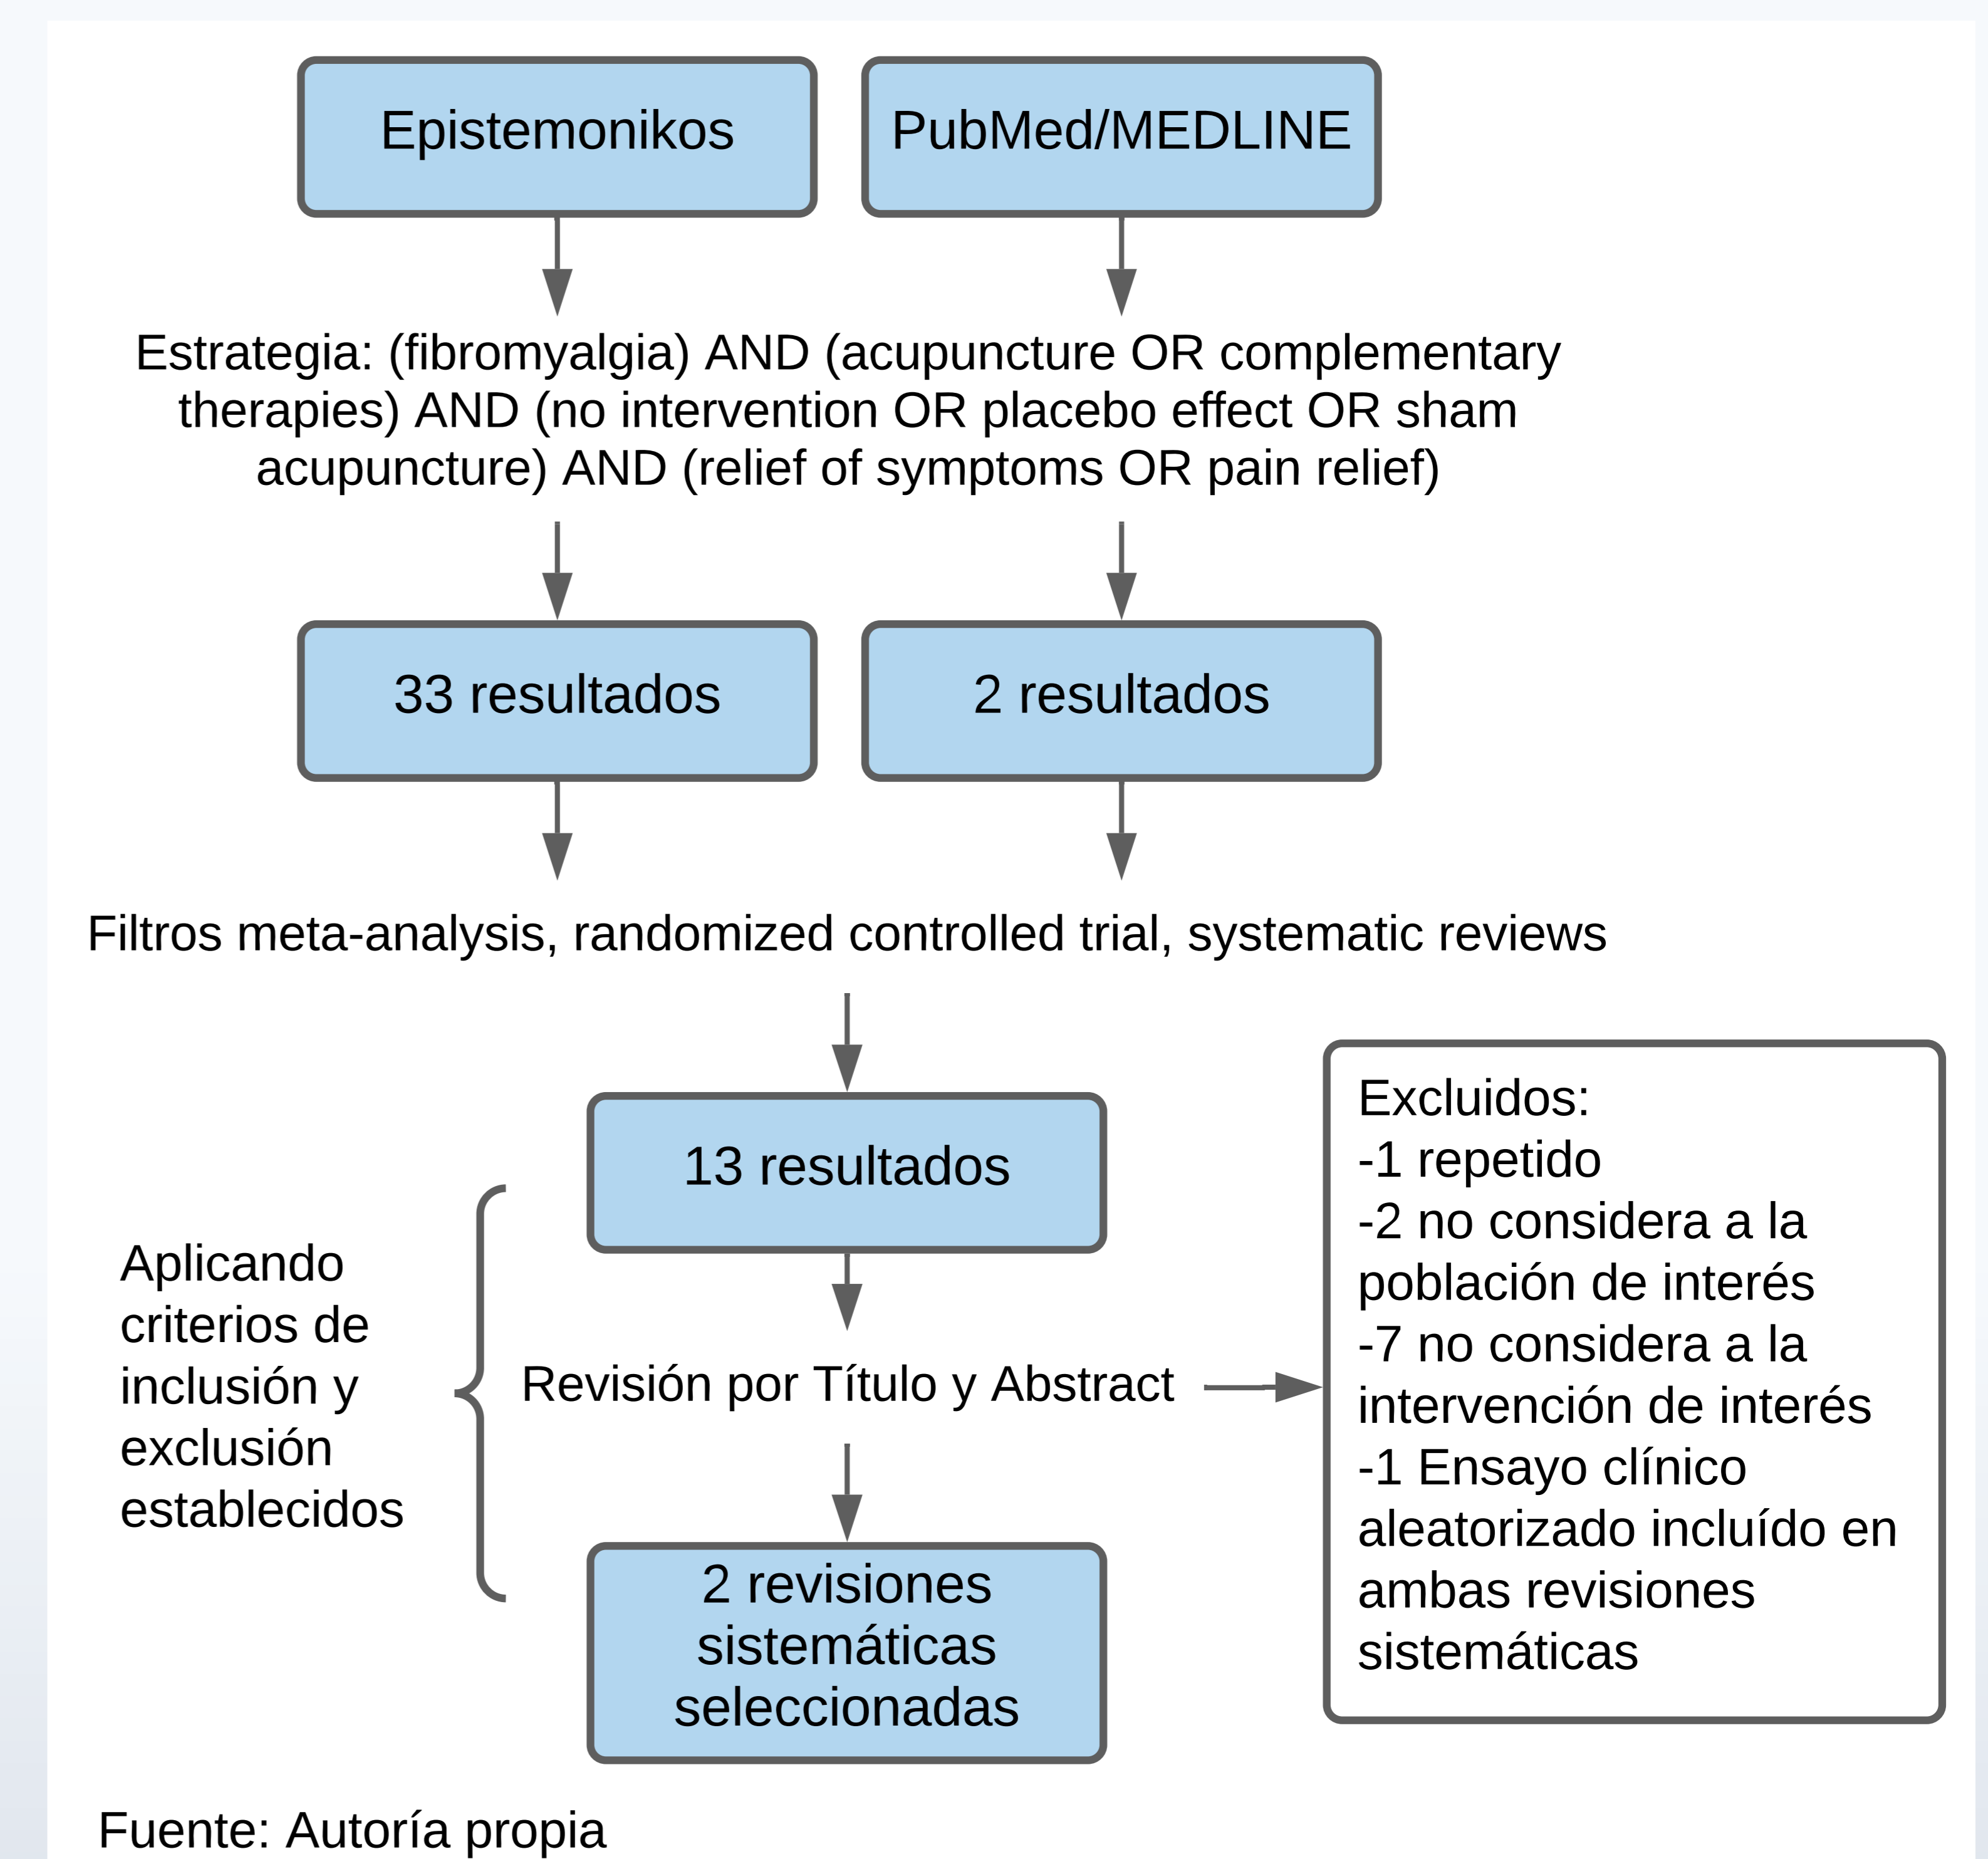 Epistemonikos
PubMed/MEDLINE
Estrategia: (fibromyalgia) AND (acupuncture OR complementary
therapies) AND (no intervention OR placebo effect OR sham
acupuncture) AND (relief of symptoms OR pain relief)
33 resultados
2 resultados
Filtros meta-analysis, randomized controlled trial, systematic reviews
13 resultados
Aplicando
criterios de
inclusión y
exclusión
establecidos
Revisión por Título y Abstract
Excluidos:
-1 repetido
-2 no considera a la
población de interés
-7 no considera a la
intervención de interés
-1 Ensayo clínico
aleatorizado incluído en
ambas revisiones
sistemáticas
2 revisiones
sistemáticas
seleccionadas
Fuente: Autoría propia